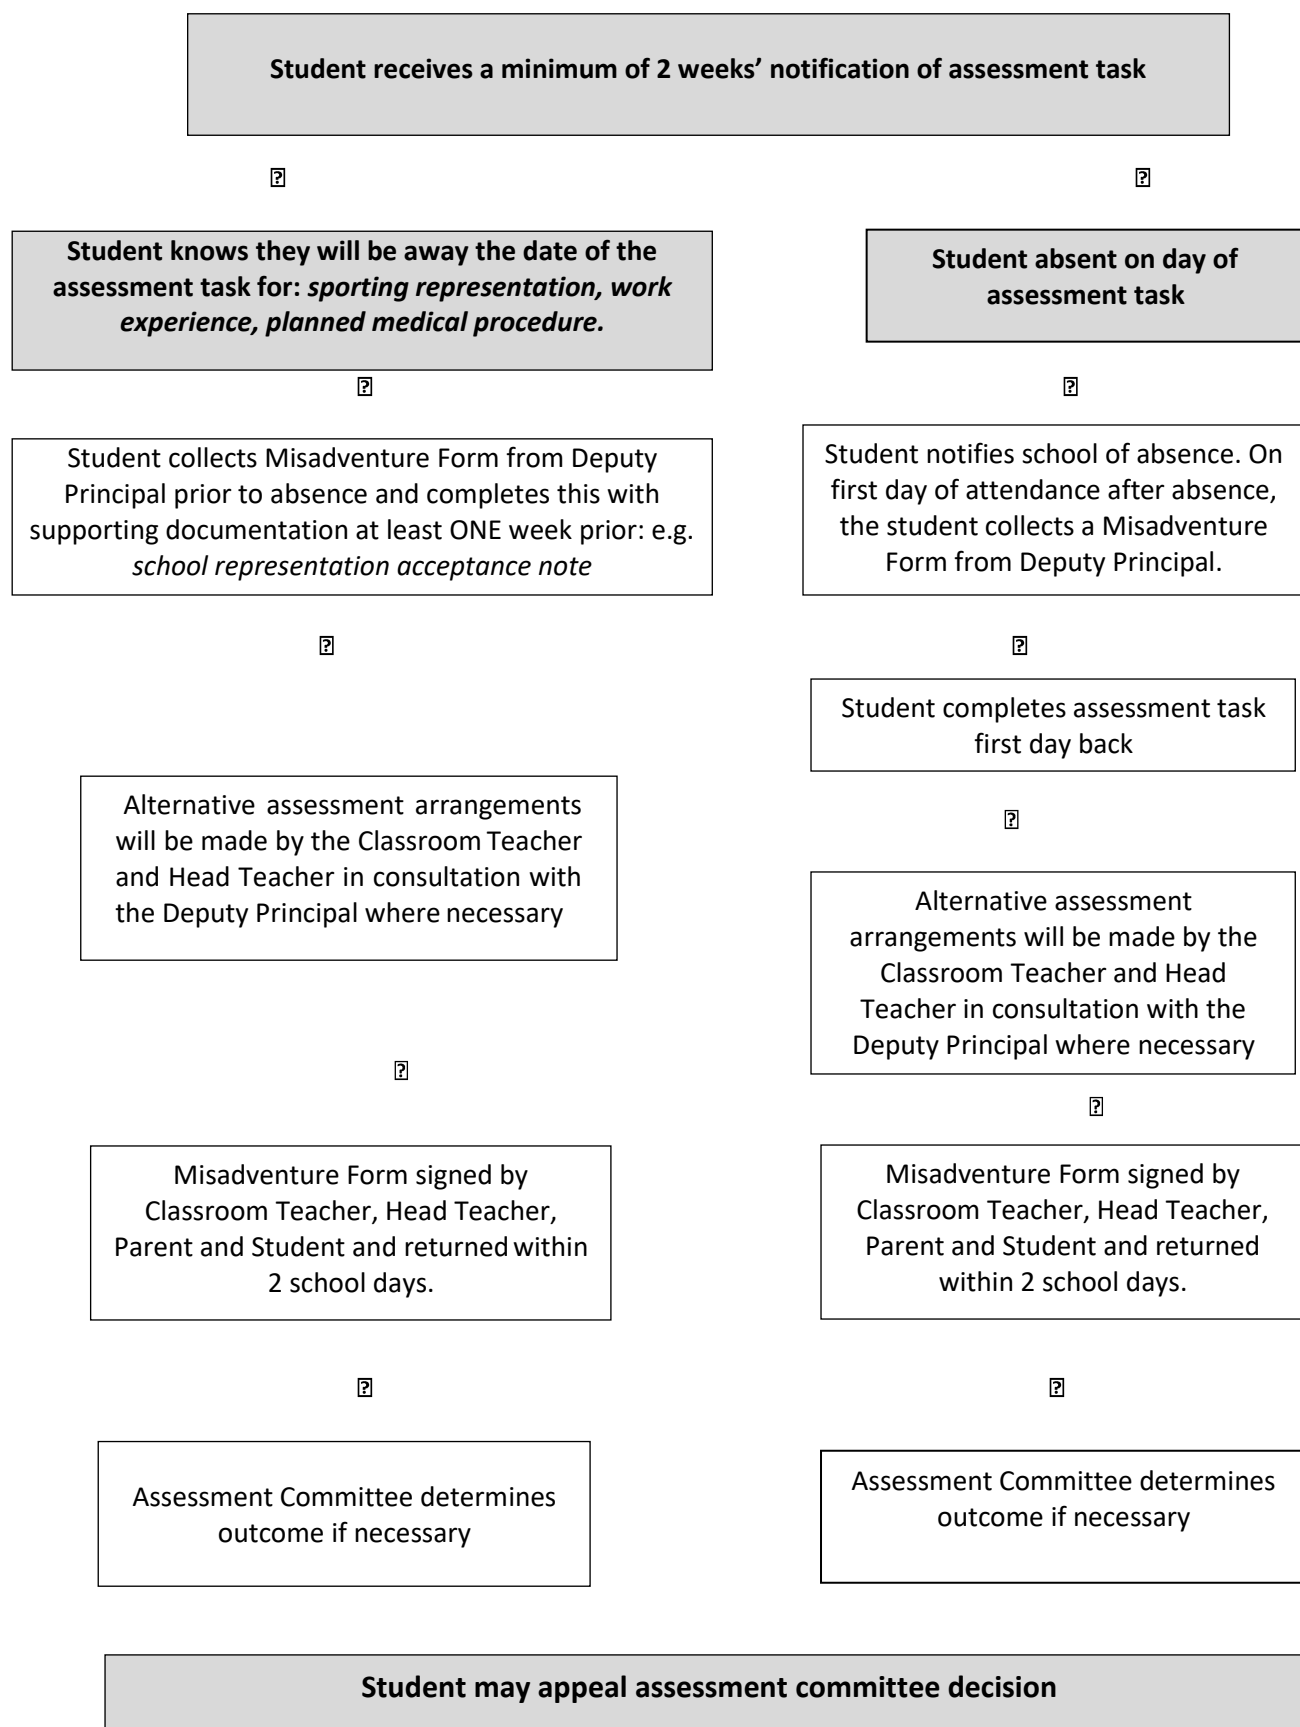 Student receives a minimum of 2 weeks’ notification of assessment task
Student knows they will be away the date of the
assessment task for: sporting representation, work
experience, planned medical procedure.
Student collects Misadventure Form from Deputy
Principal prior to absence and completes this with
supporting documentation at least ONE week prior: e.g.
school representation acceptance note
Alternative assessment arrangements
will be made by the Classroom Teacher
and Head Teacher in consultation with
the Deputy Principal where necessary
Misadventure Form signed by
Classroom Teacher, Head Teacher,
Parent and Student and returned within
2 school days.
Assessment Committee determines
outcome if necessary
Student absent on day of
assessment task
Student notifies school of absence. On
first day of attendance after absence,
the student collects a Misadventure
Form from Deputy Principal.
Student completes assessment task
first day back
Alternative assessment
arrangements will be made by the
Classroom Teacher and Head
Teacher in consultation with the
Deputy Principal where necessary
Misadventure Form signed by
Classroom Teacher, Head Teacher,
Parent and Student and returned
within 2 school days.
Assessment Committee determines
outcome if necessary
Student may appeal assessment committee decision